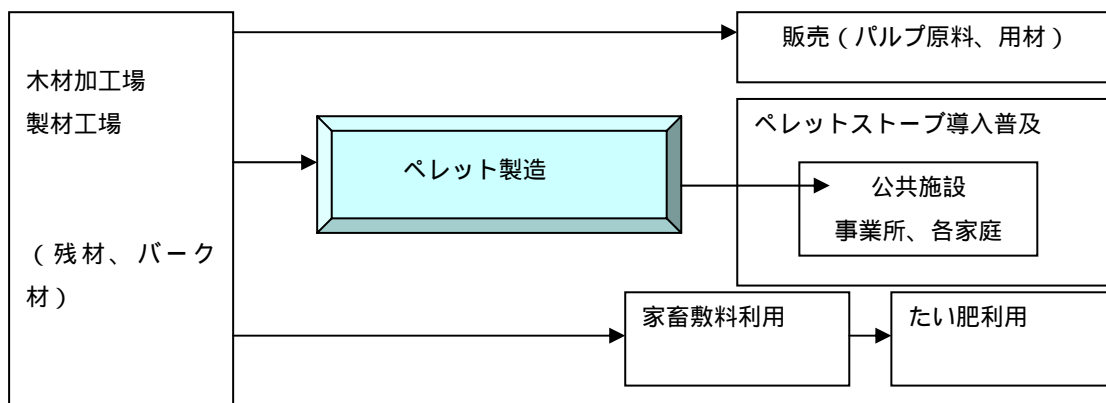 木材加工場
製材工場
（残材、バーク
材）
販売（パルプ原料、用材）
ペレット製造
ペレットストーブ導入普及
公共施設
事業所、各家庭
家畜敷料利用
たい肥利用